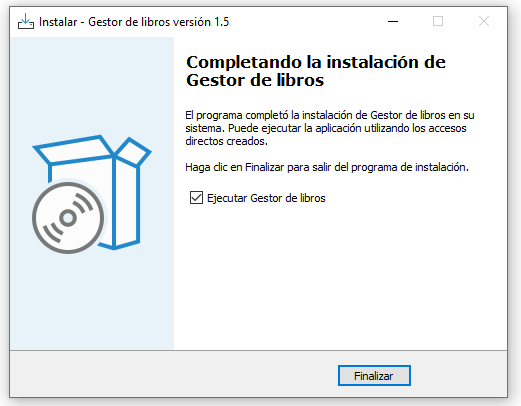 Instalar - Gestor de libros versión 1.5
Completando la instalación de
Gestor de libros
El programa completó la instalación de Gestor de libros en su
sistema. Puede ejecutar la aplicación utilizando los accesos
directos creados.
Haga clic en Finalizar para salir del programa de instalación.
Ejecutar Gestor de libros
Finalizar